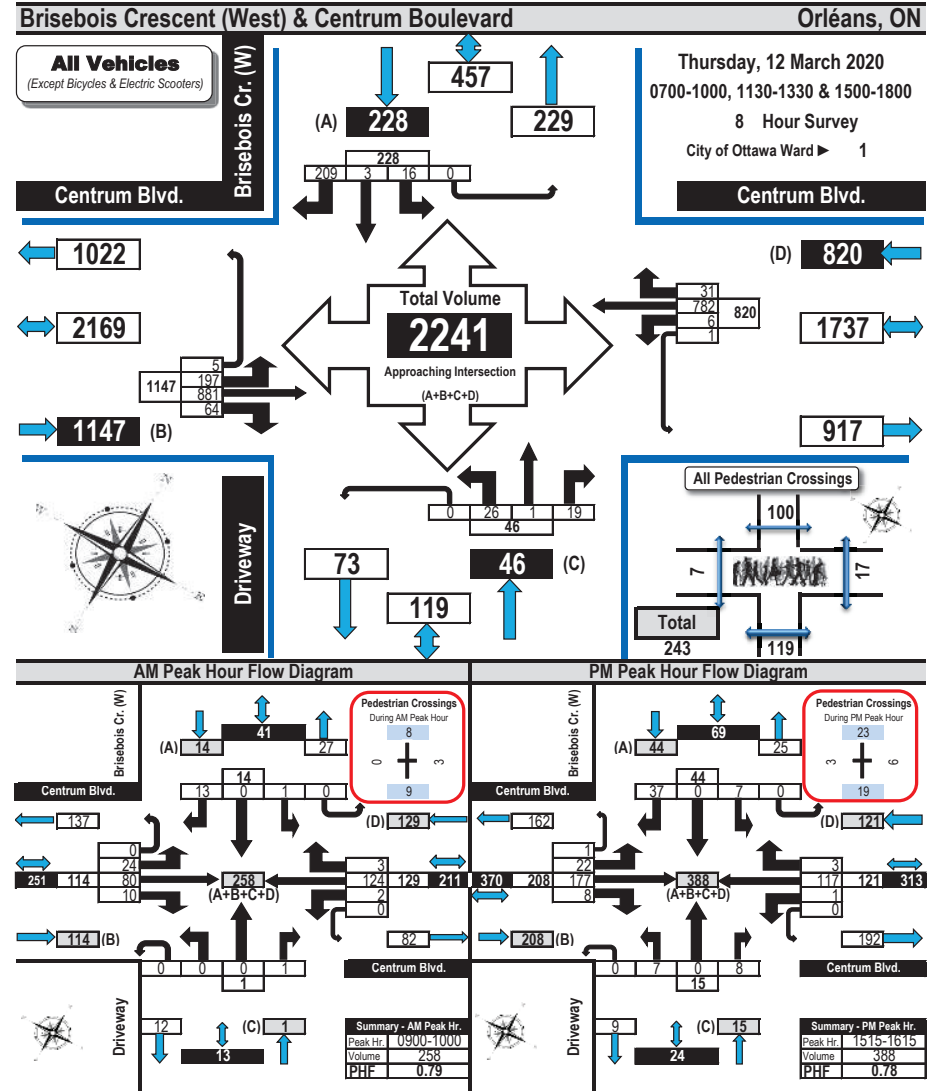 Brisebois Crescent (West) & Centrum Boulevard Orléans, ON
All Vehicles
(Except Bicycles & Electric Scooters)
Brisebois Cr. (W)
Centrum Blvd.
457
(A) 228
229
Thursday, 12 March 2020
0700-1000, 1130-1330 & 1500-1800
8 Hour Survey
City of Ottawa Ward ► 1
Centrum Blvd.
228
209 3 16 0
1022
2169
5
197
881
64
1147
1147 (B)
Total Volume
2241
Approaching Intersection
(A+B+C+D)
(D) 820
31
782
6
1
820
1737
917
0 26 1 19
46
Driveway
73
46 (C)
119
All Pedestrian Crossings
100
7
17
119
Total
243
AM Peak Hour Flow Diagram
Brisebois Cr. (W)
Centrum Blvd.
41
(A) 14
27
Pedestrian Crossings
During AM Peak Hour
8
0 3
9
14
13 0 1 0
(D) 129
137
0
24
80
10
251 114
258
(A+B+C+D)
3
124
2
0
129 211
114 (B)
82
0 0 0 1
1
Centrum Blvd.
Driveway
12
(C) 1
13
Summary - AM Peak Hr.
Peak Hr. 0900-1000
Volume 258
PHF 0.79
PM Peak Hour Flow Diagram
Brisebois Cr. (W)
Centrum Blvd.
69
(A) 44
25
Pedestrian Crossings
During PM Peak Hour
23
3 6
19
44
37 0 7 0
(D) 121
162
1
22
177
8
370 208
388
(A+B+C+D)
3
117
1
0
121 313
208 (B)
192
0 7 0 8
15
Centrum Blvd.
Driveway
9
(C) 15
24
Summary - PM Peak Hr.
Peak Hr. 1515-1615
Volume 388
PHF 0.78